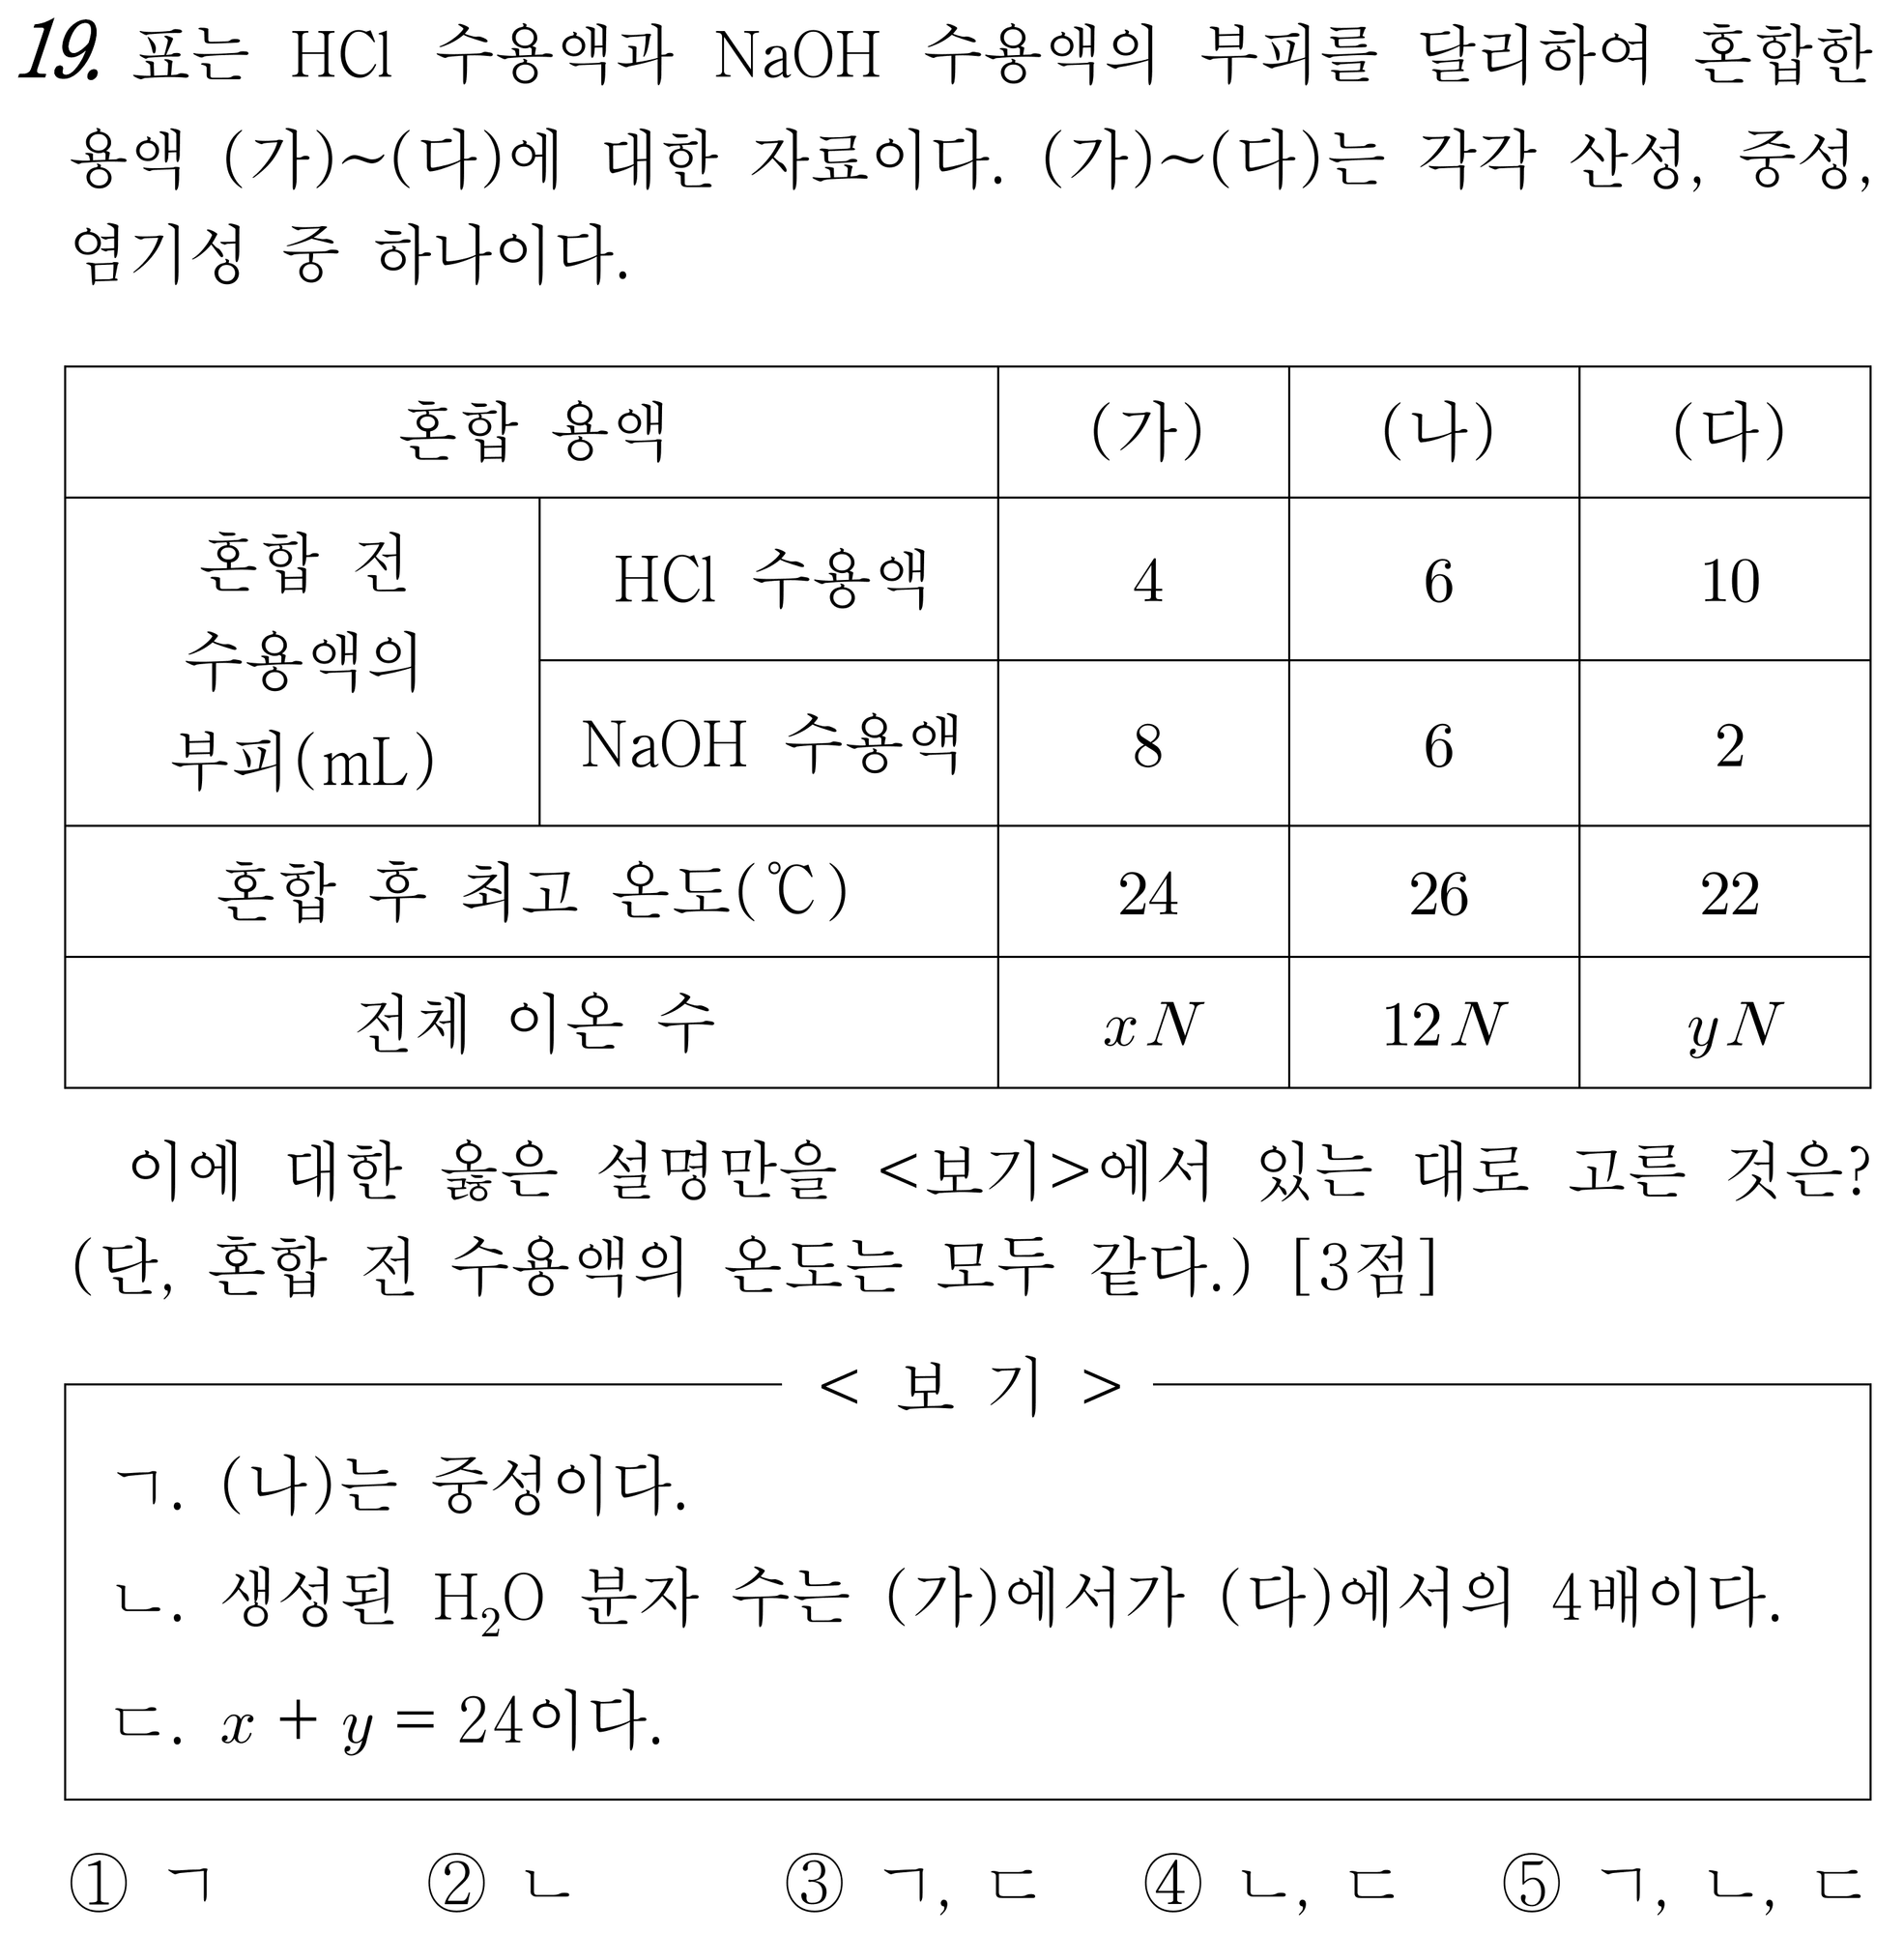 19. 표는 HCl 수용액과 NaOH 수용액의 부피를 달리하여 혼합한
용액 (가)~(다)에 대한 자료이다. (가)~(다)는 각각 산성, 중성,
염기성 중 하나이다.
혼합 용액 (가) (나) (다)
혼합 전
수용액의
부피(mL)
HCl 수용액 4 6 10
NaOH 수용액 8 6 2
혼합 후 최고 온도(℃) 24 26 22
전체 이온 수 xN 12N yN
이에 대한 옳은 설명만을 <보기>에서 있는 대로 고른 것은?
(단, 혼합 전 수용액의 온도는 모두 같다.) [3점]
< 보 기 >
ㄱ. (나)는 중성이다.
ㄴ. 생성된 H₂O 분자 수는 (가)에서가 (다)에서의 4배이다.
ㄷ. x + y = 24이다.
① ㄱ ② ㄴ ③ ㄱ, ㄷ ④ ㄴ, ㄷ ⑤ ㄱ, ㄴ, ㄷ